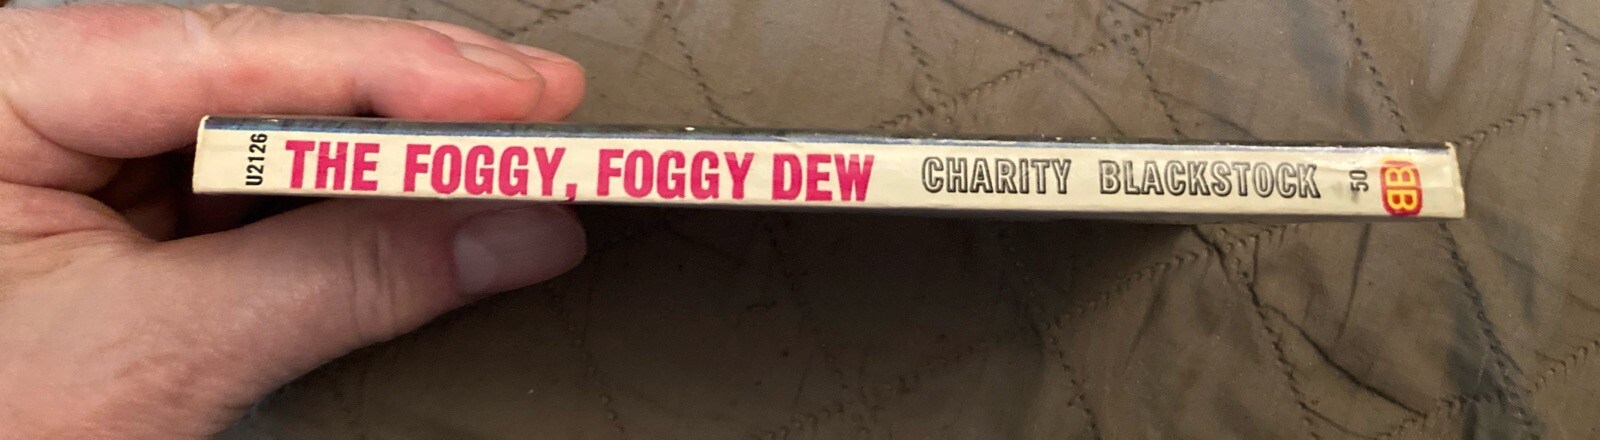 U2126
THE FOGGY, FOGGY DEW
CHARITY BLACKSTOCK
50
BB